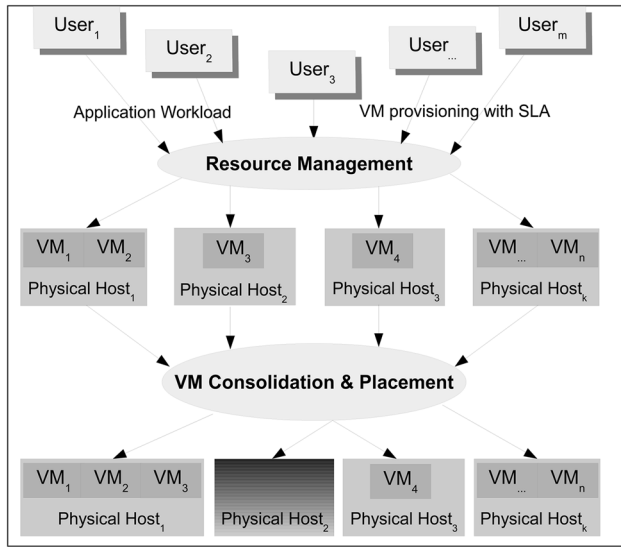 User₁
User₂
User₃
User...
Userₘ
Application Workload
VM provisioning with SLA
Resource Management
VM₁ VM₂
VM₃
VM₄
VM... VMₙ
Physical Host₁
Physical Host₂
Physical Host₃
Physical Hostₖ
VM Consolidation & Placement
VM₁ VM₂ VM₃
VM₄
VM... VMₙ
Physical Host₁
Physical Host₂
Physical Host₃
Physical Hostₖ